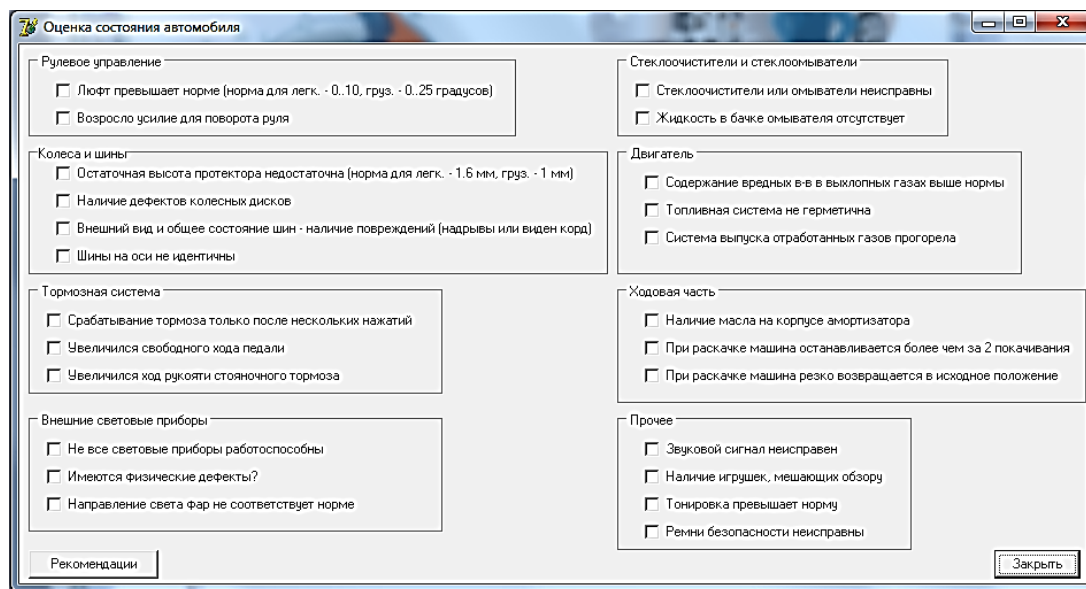 Оценка состояния автомобиля
Рулевое управление
Люфт превышает норме (норма для легк. - 0..10, груз. - 0..25 градусов)
Возросло усилие для поворота руля
Колеса и шины
Остаточная высота протектора недостаточна (норма для легк. - 1.6 мм, груз. - 1 мм)
Наличие дефектов колесных дисков
Внешний вид и общее состояние шин - наличие повреждений (надрывы или виден корд)
Шины на оси не идентичны
Тормозная система
Срабатывание тормоза только после нескольких нажатий
Увеличился свободного хода педали
Увеличился ход рукояти стояночного тормоза
Внешние световые приборы
Не все световые приборы работоспособны
Имеются физические дефекты?
Направление света фар не соответствует норме
Рекомендации
Стеклоочистители и стеклоомыватели
Стеклоочистители или омыватели неисправны
Жидкость в бачке омывателя отсутствует
Двигатель
Содержание вредных в-в в выхлопных газах выше нормы
Топливная система не герметична
Система выпуска отработанных газов прогорела
Ходовая часть
Наличие масла на корпусе амортизатора
При раскачке машина останавливается более чем за 2 покачивания
При раскачке машина резко возвращается в исходное положение
Прочее
Звуковой сигнал неисправен
Наличие игрушек, мешающих обзору
Тонировка превышает норму
Ремни безопасности неисправны
Закрыть